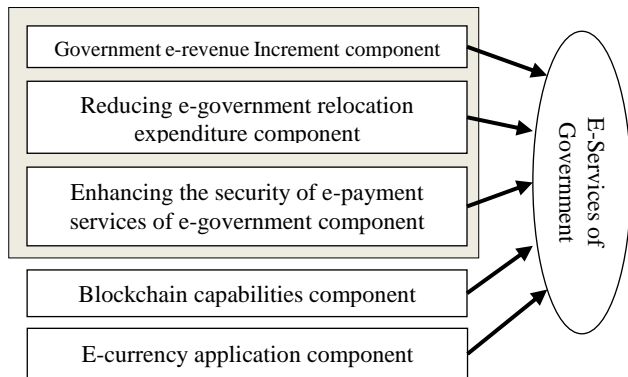 Government e-revenue Increment component
Reducing e-government relocation
expenditure component
Enhancing the security of e-payment
services of e-government component
Blockchain capabilities component
E-currency application component
E-Services of
Government